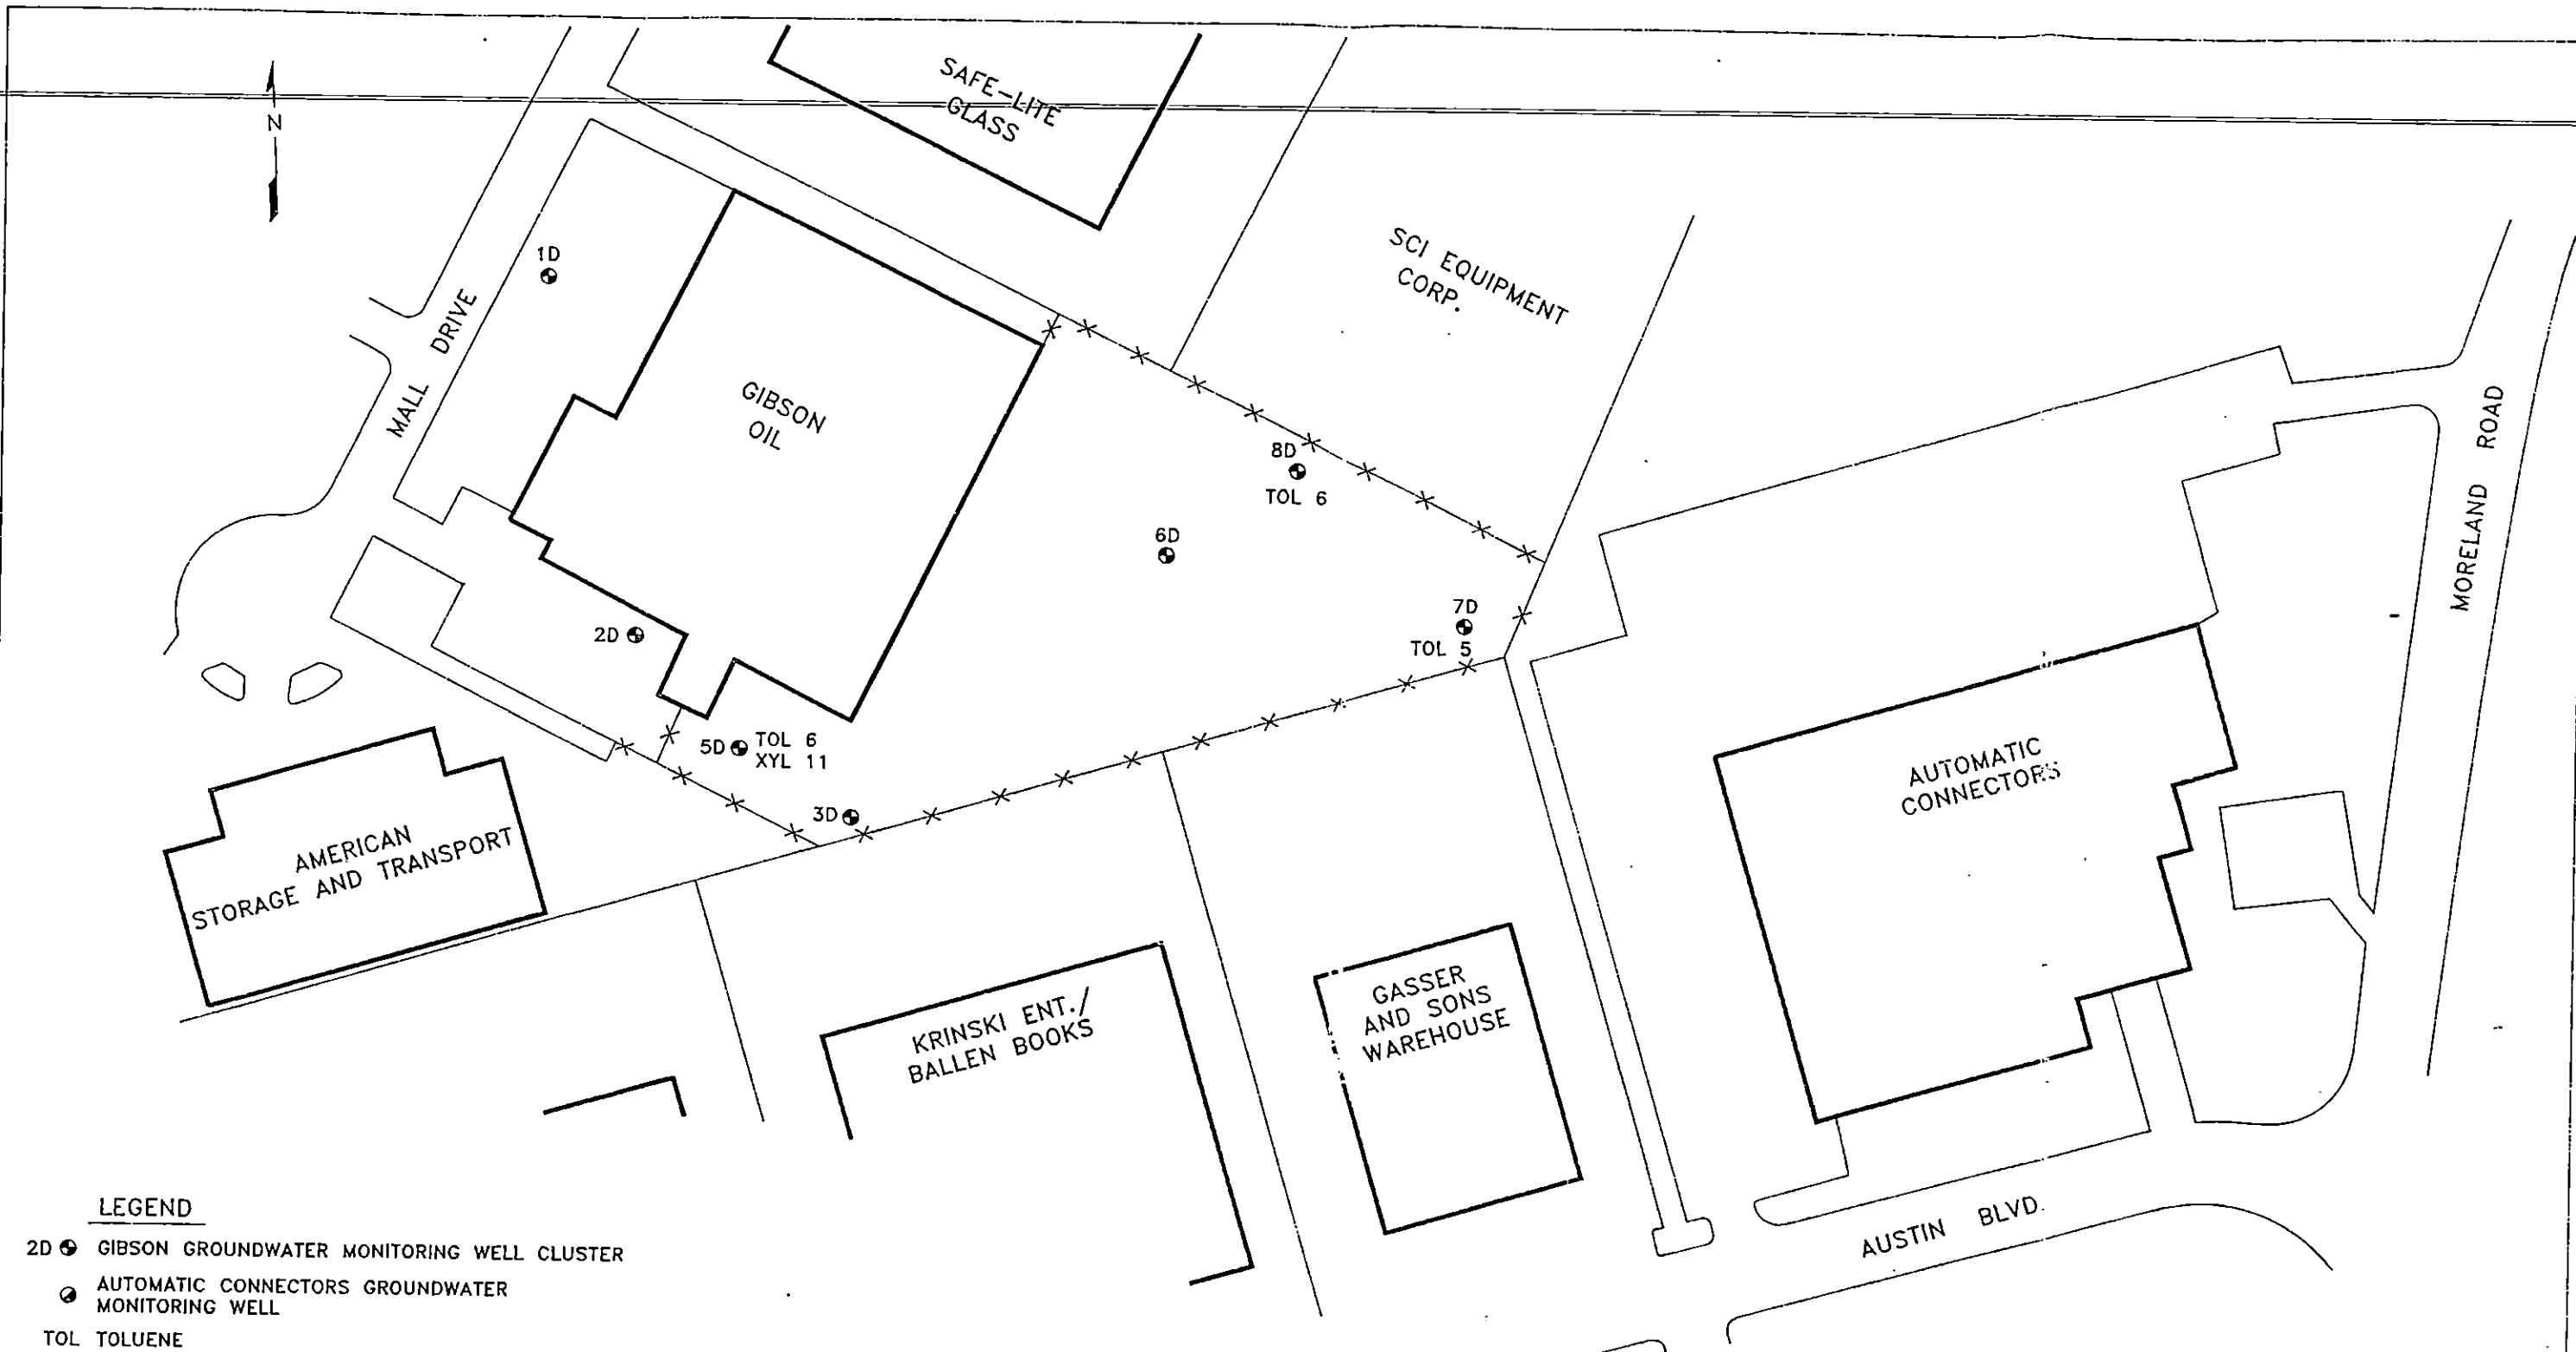 SAFE-LITE
GLASS
N
SCI EQUIPMENT
CORP.
1D
MALL DRIVE
GIBSON
OIL
MORELAND ROAD
8D
TOL 6
6D
7D
TOL 5
2D
5D TOL 6
XYL 11
3D
AUTOMATIC
CONNECTORS
AMERICAN
STORAGE AND TRANSPORT
KRINSKI ENT./
BALLEN BOOKS
GASSER
AND SONS
WAREHOUSE
AUSTIN BLVD.
LEGEND
2D GIBSON GROUNDWATER MONITORING WELL CLUSTER
AUTOMATIC CONNECTORS GROUNDWATER
MONITORING WELL
TOL TOLUENE